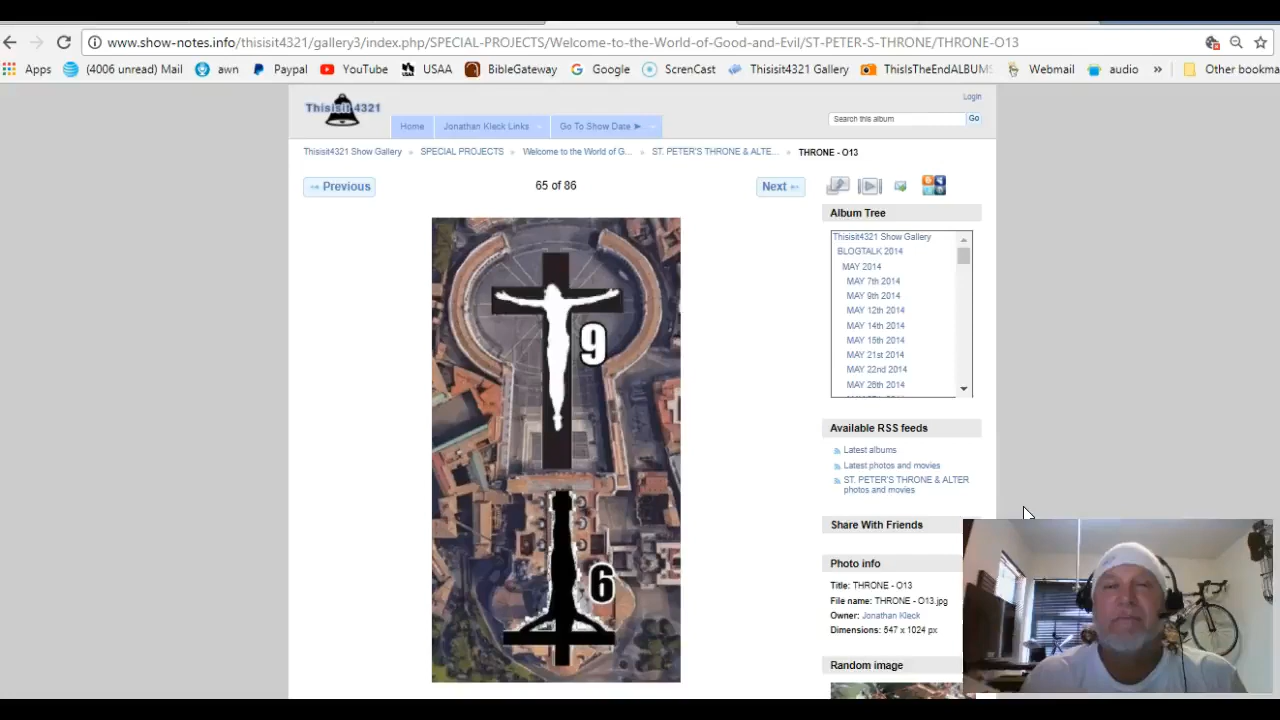 www.show-notes.info/thisisit4321/gallery3/index.php/SPECIAL-PROJECTS/Welcome-to-the-World-of-Good-and-Evil/ST-PETER-S-THRONE/THRONE-O13
Apps (4006 unread) Mail awn Paypal YouTube USAA BibleGateway Google ScrenCast Thisisit4321 Gallery ThisIsTheEndALBUMS Webmail audio » Other bookma
Thisisit 4321
Login
Home Jonathan Kleck Links Go To Show Date ►
Search this album Go
Thisisit4321 Show Gallery » SPECIAL PROJECTS » Welcome to the World of G... » ST. PETER'S THRONE & ALTE... » THRONE - O13
Previous 65 of 86 Next
9
6
Album Tree
Thisisit4321 Show Gallery
BLOGTALK 2014
MAY 2014
MAY 7th 2014
MAY 9th 2014
MAY 12th 2014
MAY 14th 2014
MAY 15th 2014
MAY 21st 2014
MAY 22nd 2014
MAY 26th 2014
Available RSS feeds
Latest albums
Latest photos and movies
ST. PETER'S THRONE & ALTER
photos and movies
Share With Friends
Photo info
Title: THRONE - O13
File name: THRONE - O13.jpg
Owner: Jonathan Kleck
Dimensions: 547 x 1024 px
Random image